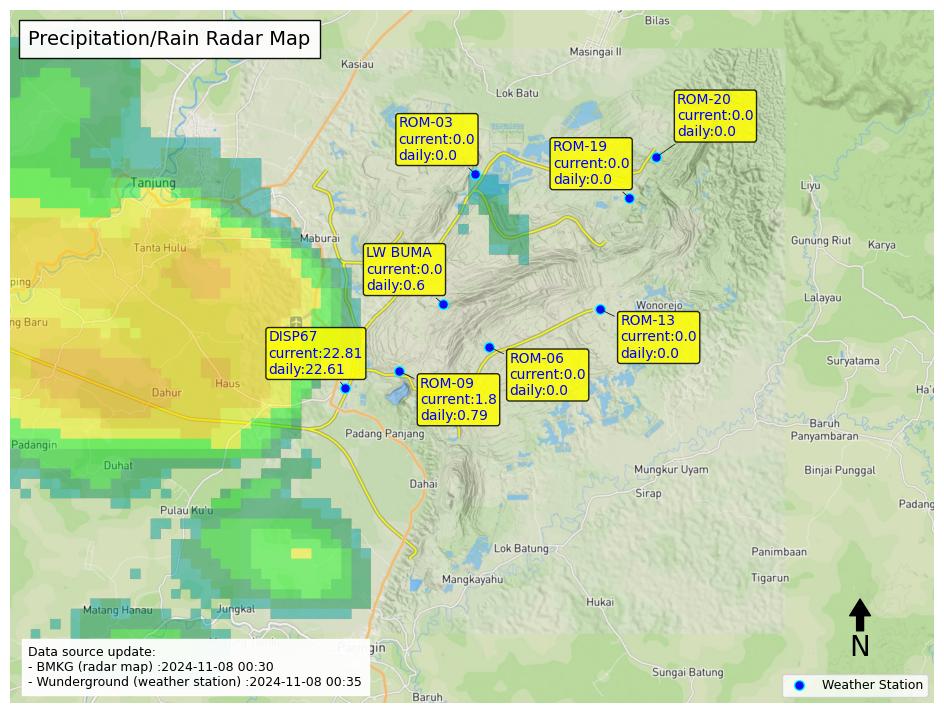 Precipitation/Rain Radar Map
Bilas
Masingai II
Kasiau
Lok Batu
ROM-20
current:0.0
daily:0.0
ROM-03
current:0.0
daily:0.0
ROM-19
current:0.0
daily:0.0
Tanjung
Liyu
Maburai
Tanta Hulu
Gunung Riut
Karya
LW BUMA
current:0.0
daily:0.6
ping
Lalayau
Wonorejo
ng Baru
ROM-13
current:0.0
daily:0.0
DISP67
current:22.81
daily:22.61
ROM-06
current:0.0
daily:0.0
Suryatama
Haus
ROM-09
current:1.8
daily:0.79
Dahur
Ha'o
Baruh
Panyambaran
Padang Panjang
Padangin
Duhat
Mungkur Uyam
Binjai Punggal
Dahai
Sirap
Padang
Pulau Ku'u
Lok Batung
Panimbaan
Mangkayahu
Tigarun
Hukai
Matang Hanau
Jungkal
Paringin
N
Data source update:
- BMKG (radar map) :2024-11-08 00:30
- Wunderground (weather station) :2024-11-08 00:35
Sungai Batung
Weather Station
Baruh